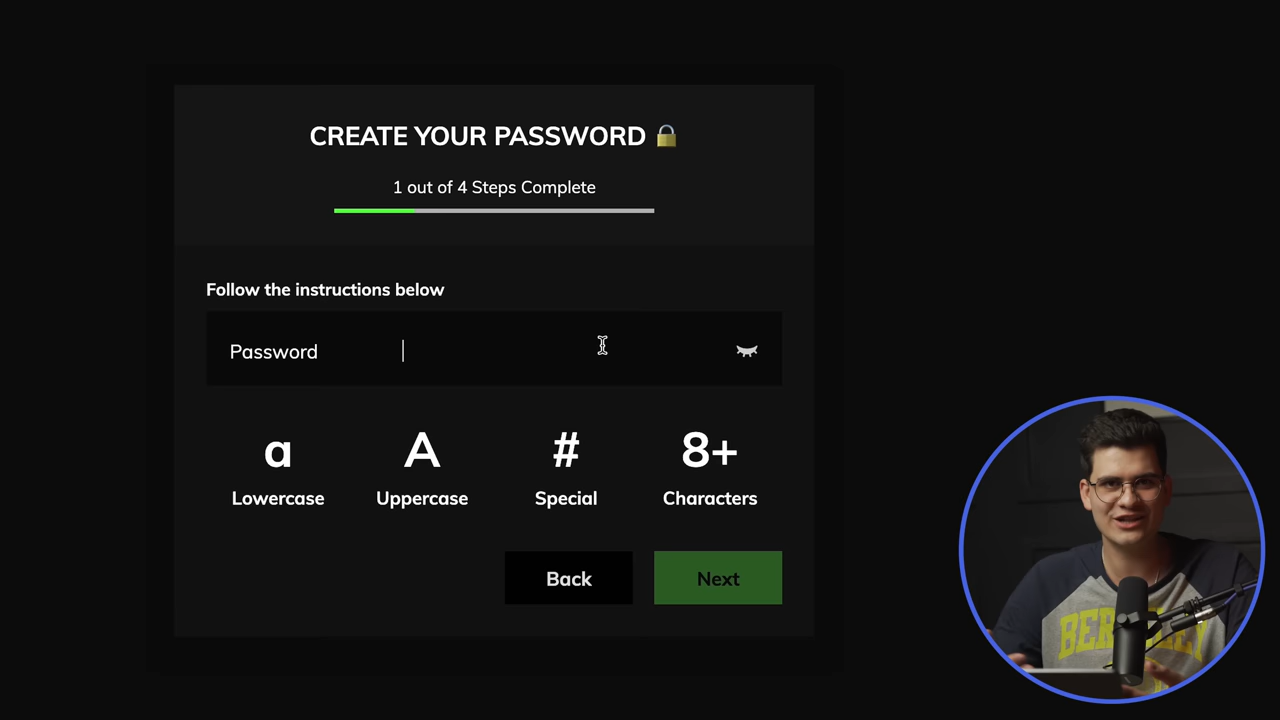 CREATE YOUR PASSWORD 🔒
1 out of 4 Steps Complete
Follow the instructions below
Password
a A # 8+
Lowercase Uppercase Special Characters
Back Next